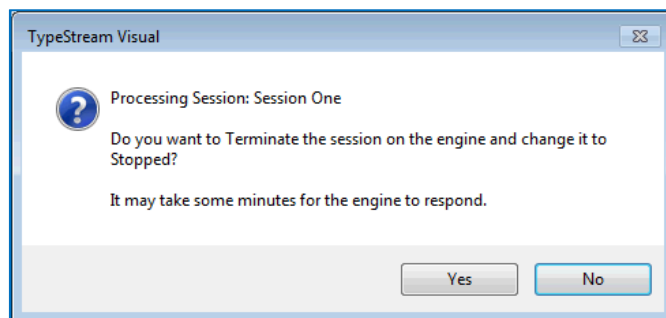 TypeStream Visual
Processing Session: Session One
Do you want to Terminate the session on the engine and change it to
Stopped?
It may take some minutes for the engine to respond.
Yes No